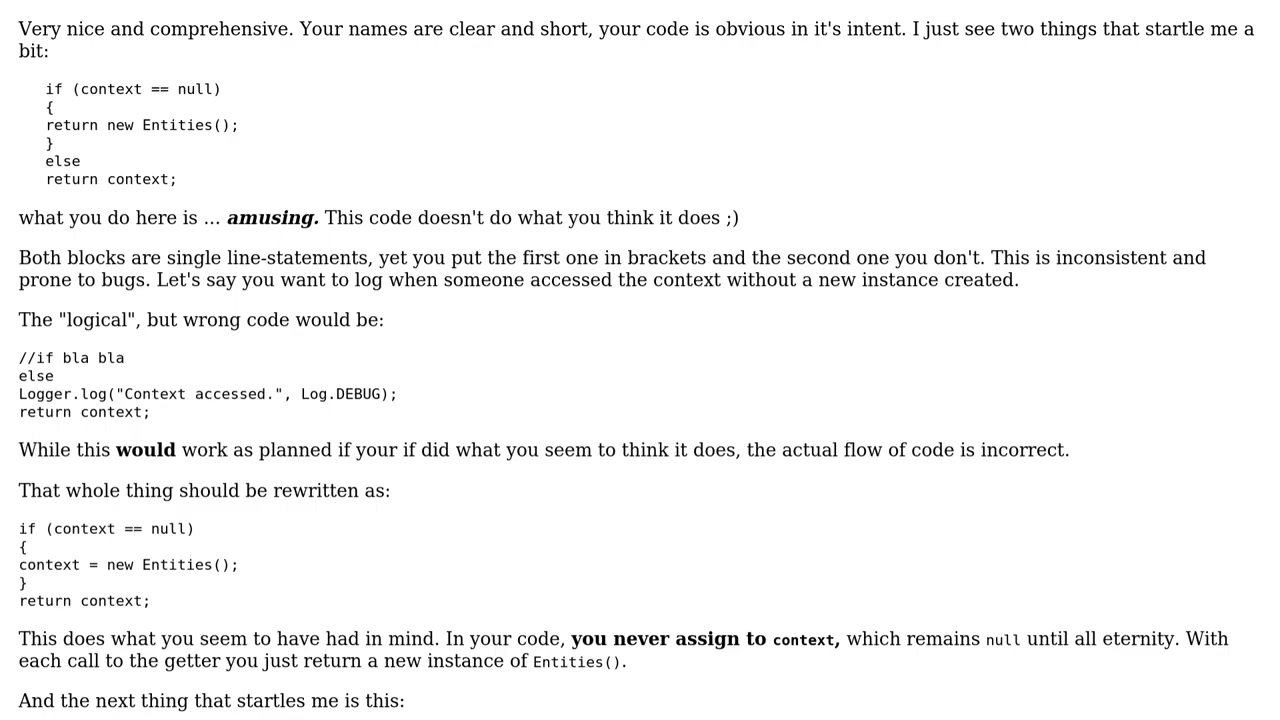 Very nice and comprehensive. Your names are clear and short, your code is obvious in it's intent. I just see two things that startle me a
bit:
if (context == null)
{
return new Entities();
}
else
return context;
what you do here is ... amusing. This code doesn't do what you think it does ;)
Both blocks are single line-statements, yet you put the first one in brackets and the second one you don't. This is inconsistent and
prone to bugs. Let's say you want to log when someone accessed the context without a new instance created.
The "logical", but wrong code would be:
//if bla bla
else
Logger.log("Context accessed.", Log.DEBUG);
return context;
While this would work as planned if your if did what you seem to think it does, the actual flow of code is incorrect.
That whole thing should be rewritten as:
if (context == null)
{
context = new Entities();
}
return context;
This does what you seem to have had in mind. In your code, you never assign to context, which remains null until all eternity. With
each call to the getter you just return a new instance of Entities().
And the next thing that startles me is this: